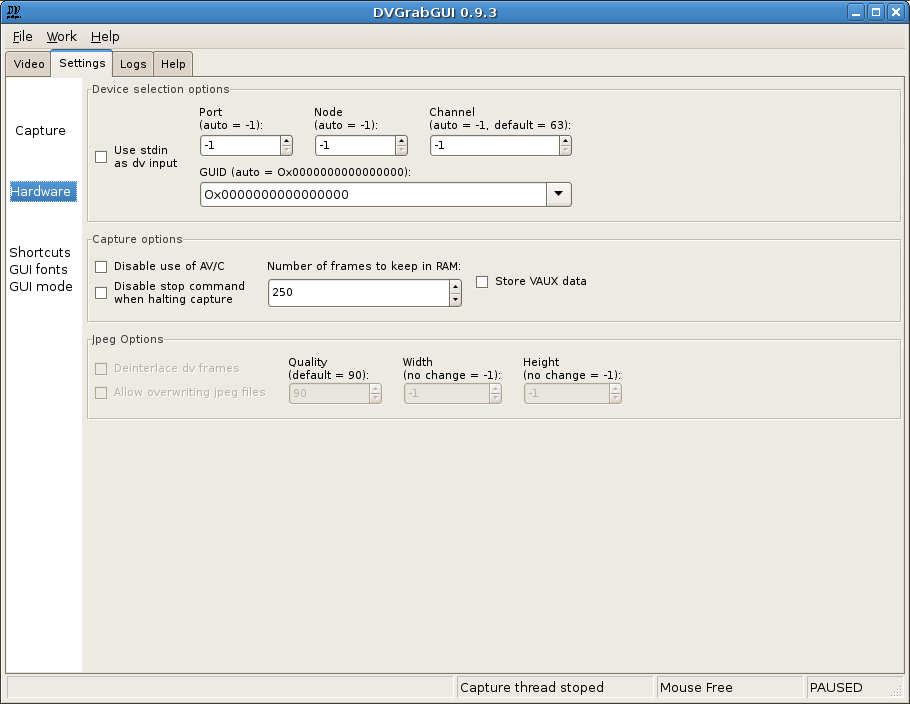 DVGrabGUI 0.9.3
File Work Help
Video Settings Logs Help
Capture
Hardware
Shortcuts
GUI fonts
GUI mode
Device selection options
Use stdin
as dv input
Port
(auto = -1):
-1
Node
(auto = -1):
-1
Channel
(auto = -1, default = 63):
-1
GUID (auto = Ox0000000000000000):
Ox0000000000000000
Capture options
Disable use of AV/C
Disable stop command
when halting capture
Number of frames to keep in RAM:
250
Store VAUX data
Jpeg Options
Deinterlace dv frames
Allow overwriting jpeg files
Quality
(default = 90):
90
Width
(no change = -1):
-1
Height
(no change = -1):
-1
Capture thread stoped
Mouse Free
PAUSED